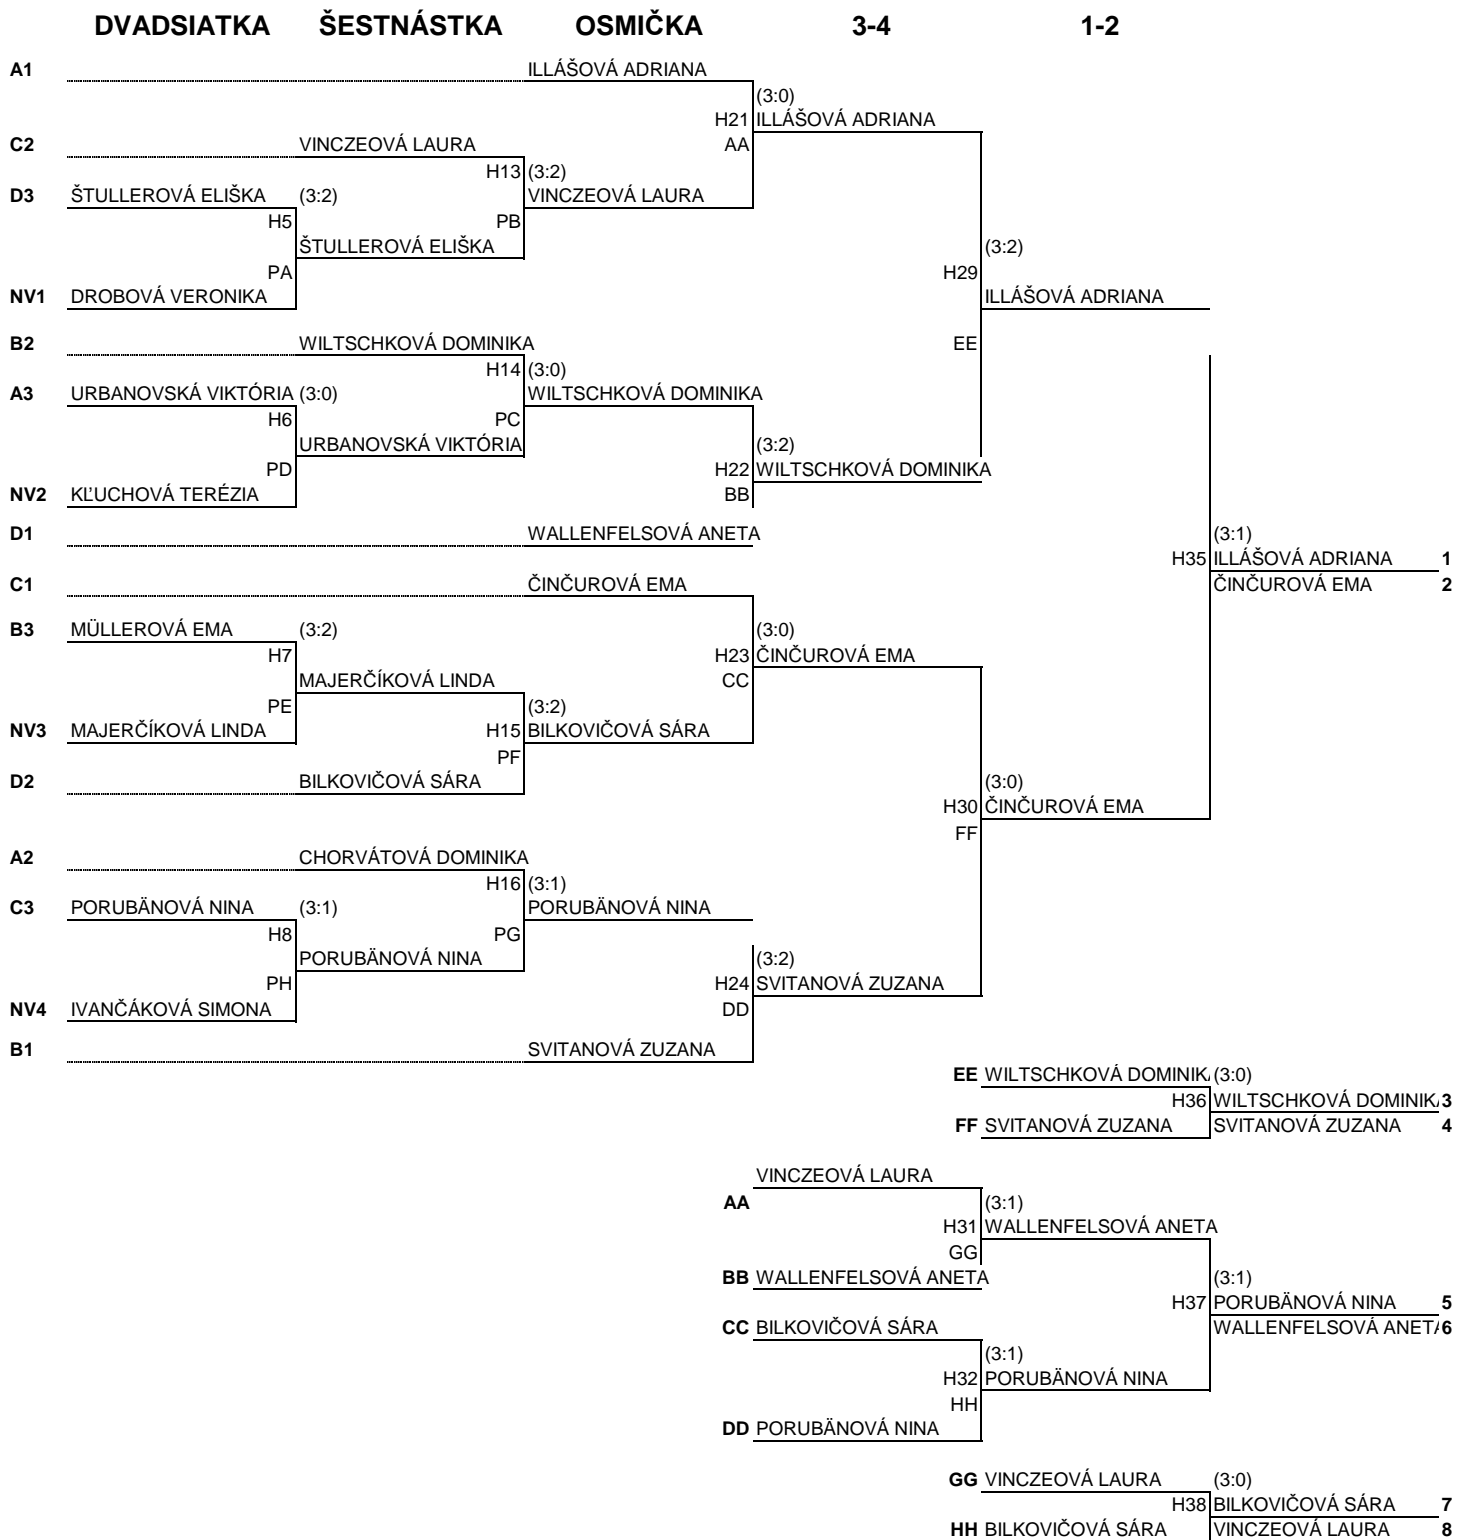 DVADSIATKA ŠESTNÁSTKA OSMIČKA 3-4 1-2
A1 ILLÁŠOVÁ ADRIANA
(3:0)
H21 ILLÁŠOVÁ ADRIANA
C2 VINCZEOVÁ LAURA AA
H13 (3:2)
D3 ŠTULLEROVÁ ELIŠKA (3:2) VINCZEOVÁ LAURA
H5 PB
ŠTULLEROVÁ ELIŠKA (3:2)
PA H29
NV1 DROBOVÁ VERONIKA ILLÁŠOVÁ ADRIANA
B2 WILTSCHKOVÁ DOMINIKA EE
H14 (3:0)
A3 URBANOVSKÁ VIKTÓRIA (3:0) WILTSCHKOVÁ DOMINIKA
H6 PC
URBANOVSKÁ VIKTÓRIA (3:2)
PD H22 WILTSCHKOVÁ DOMINIKA
NV2 KĽUCHOVÁ TERÉZIA BB
D1 WALLENFELSOVÁ ANETA (3:1)
H35 ILLÁŠOVÁ ADRIANA 1
C1 ČINČUROVÁ EMA ČINČUROVÁ EMA 2
B3 MÜLLEROVÁ EMA (3:2) (3:0)
H7 H23 ČINČUROVÁ EMA
MAJERČÍKOVÁ LINDA CC
PE (3:2)
NV3 MAJERČÍKOVÁ LINDA H15 BILKOVIČOVÁ SÁRA
PF
D2 BILKOVIČOVÁ SÁRA (3:0)
H30 ČINČUROVÁ EMA
FF
A2 CHORVÁTOVÁ DOMINIKA
H16 (3:1)
C3 PORUBÄNOVÁ NINA (3:1) PORUBÄNOVÁ NINA
H8 PG
PORUBÄNOVÁ NINA (3:2)
PH H24 SVITANOVÁ ZUZANA
NV4 IVANČÁKOVÁ SIMONA DD
B1 SVITANOVÁ ZUZANA
EE WILTSCHKOVÁ DOMINIK (3:0)
H36 WILTSCHKOVÁ DOMINIK 3
FF SVITANOVÁ ZUZANA SVITANOVÁ ZUZANA 4
VINCZEOVÁ LAURA
AA (3:1)
H31 WALLENFELSOVÁ ANETA
GG
BB WALLENFELSOVÁ ANETA (3:1)
H37 PORUBÄNOVÁ NINA 5
CC BILKOVIČOVÁ SÁRA WALLENFELSOVÁ ANETA 6
(3:1)
H32 PORUBÄNOVÁ NINA
HH
DD PORUBÄNOVÁ NINA
GG VINCZEOVÁ LAURA (3:0)
H38 BILKOVIČOVÁ SÁRA 7
HH BILKOVIČOVÁ SÁRA VINCZEOVÁ LAURA 8